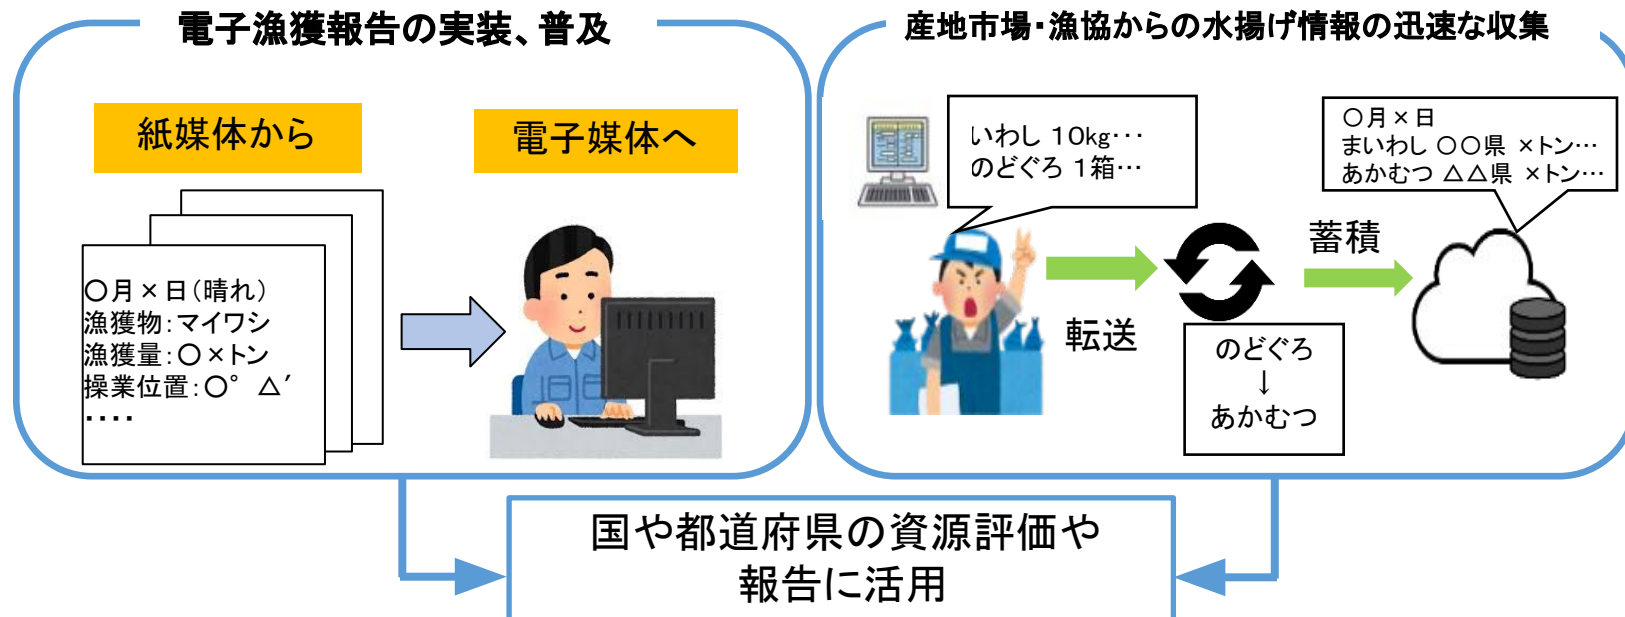 電子漁獲報告の実装、普及
紙媒体から
電子媒体へ
〇月×日(晴れ)
漁獲物:マイワシ
漁獲量:〇×トン
操業位置:〇° △′
・・・・
産地市場・漁協からの水揚げ情報の迅速な収集
いわし 10kg・・・
のどぐろ 1箱・・・
転送
のどぐろ
↓
あかむつ
蓄積
〇月×日
まいわし 〇〇県 ×トン・・・
あかむつ △△県 ×トン・・・
国や都道府県の資源評価や
報告に活用